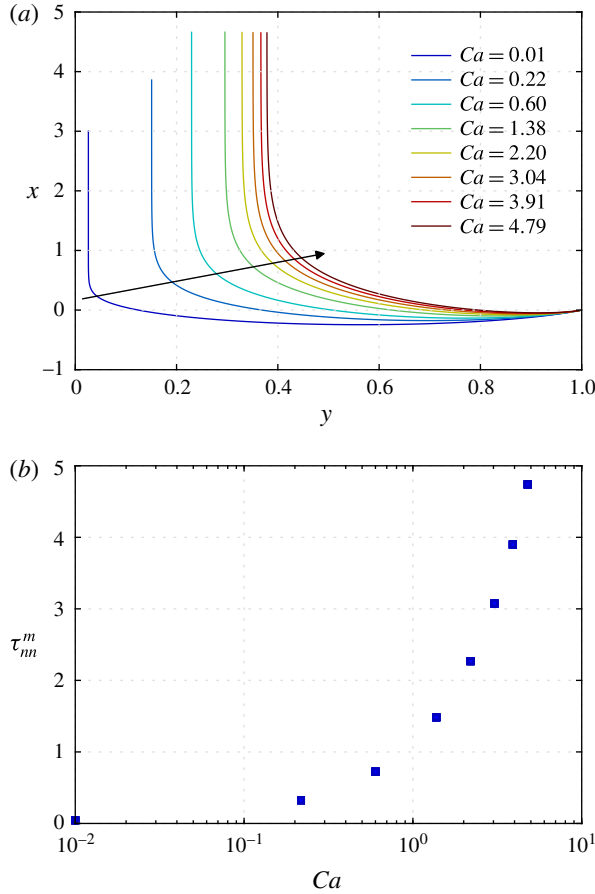 (a)
5
4
3
2
1
0
−1
x
Ca = 0.01
Ca = 0.22
Ca = 0.60
Ca = 1.38
Ca = 2.20
Ca = 3.04
Ca = 3.91
Ca = 4.79
0 0.2 0.4 0.6 0.8 1.0
y
(b)
5
4
3
2
1
0
τₙₙᵐ
10⁻² 10⁻¹ 10⁰ 10¹
Ca